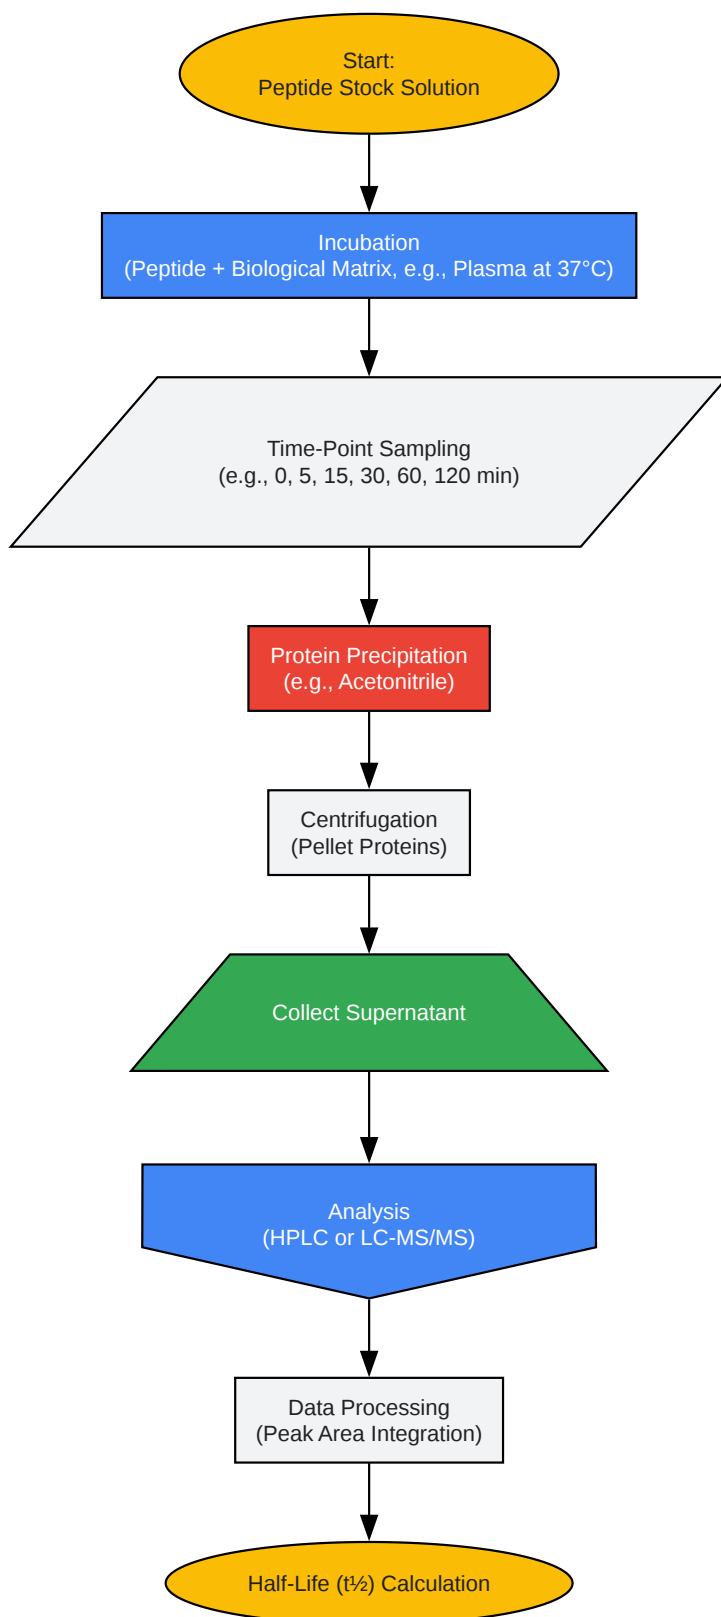 Start:
Peptide Stock Solution
Incubation
(Peptide + Biological Matrix, e.g., Plasma at 37°C)
Time-Point Sampling
(e.g., 0, 5, 15, 30, 60, 120 min)
Protein Precipitation
(e.g., Acetonitrile)
Centrifugation
(Pellet Proteins)
Collect Supernatant
Analysis
(HPLC or LC-MS/MS)
Data Processing
(Peak Area Integration)
Half-Life (t½) Calculation